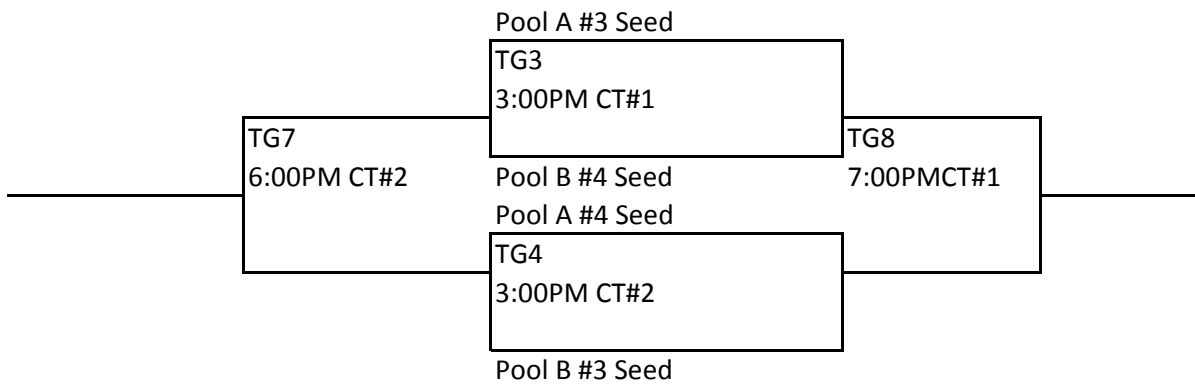 Pool A #3 Seed
TG3
3:00PM CT#1
TG7
TG8
6:00PM CT#2
Pool B #4 Seed
7:00PMCT#1
Pool A #4 Seed
TG4
3:00PM CT#2
Pool B #3 Seed